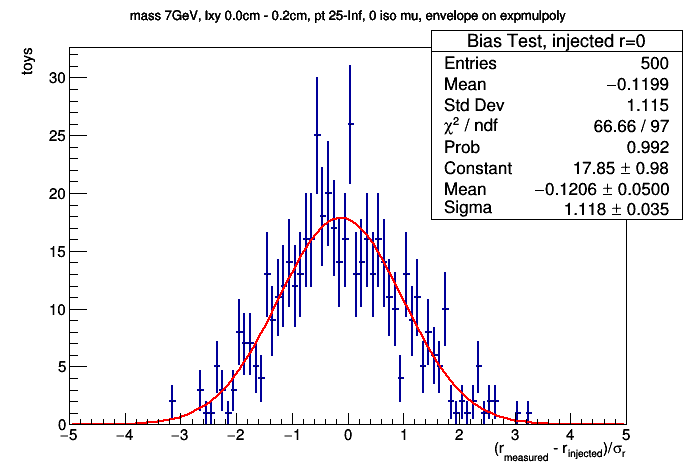 mass 7GeV, lxy 0.0cm - 0.2cm, pt 25-Inf, 0 iso mu, envelope on expmulpoly
Bias Test, injected r=0
Entries 500
Mean −0.1199
Std Dev 1.115
χ² / ndf 66.66 / 97
Prob 0.992
Constant 17.85 ± 0.98
Mean −0.1206 ± 0.0500
Sigma 1.118 ± 0.035
toys
30
25
20
15
10
5
0
−5 −4 −3 −2 −1 0 1 2 3 4 5
(r_measured - r_injected)/σ_r